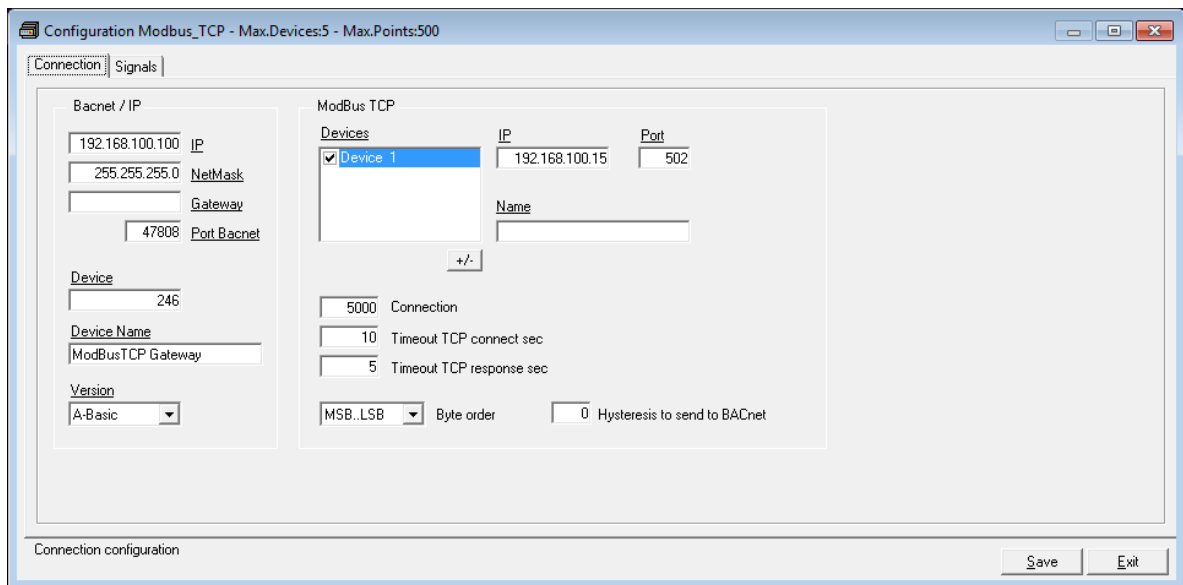 Configuration Modbus_TCP - Max.Devices:5 - Max.Points:500
Connection Signals
Bacnet / IP
192.168.100.100 IP
255.255.255.0 NetMask
Gateway
47808 Port Bacnet
Device
246
Device Name
ModBusTCP Gateway
Version
A-Basic
ModBus TCP
Devices
Device 1
IP
192.168.100.15
Port
502
Name
+/-
5000 Connection
10 Timeout TCP connect sec
5 Timeout TCP response sec
MSB..LSB Byte order
0 Hysteresis to send to BACnet
Connection configuration
Save Exit